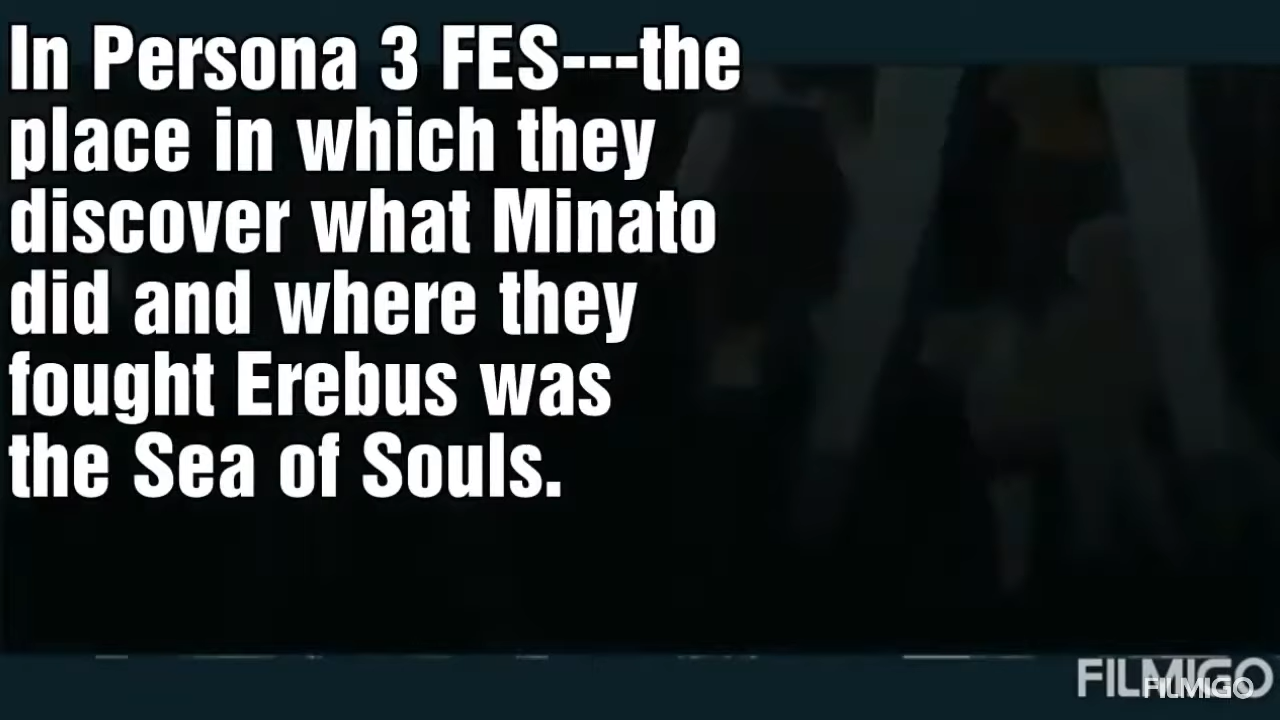 In Persona 3 FES---the
place in which they
discover what Minato
did and where they
fought Erebus was
the Sea of Souls.
FILMIGO
FILMIGO